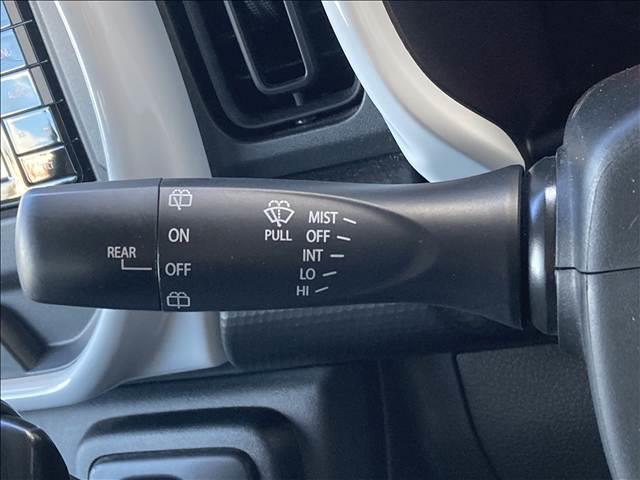 ON
REAR
OFF
PULL
MIST
OFF
INT
LO
HI